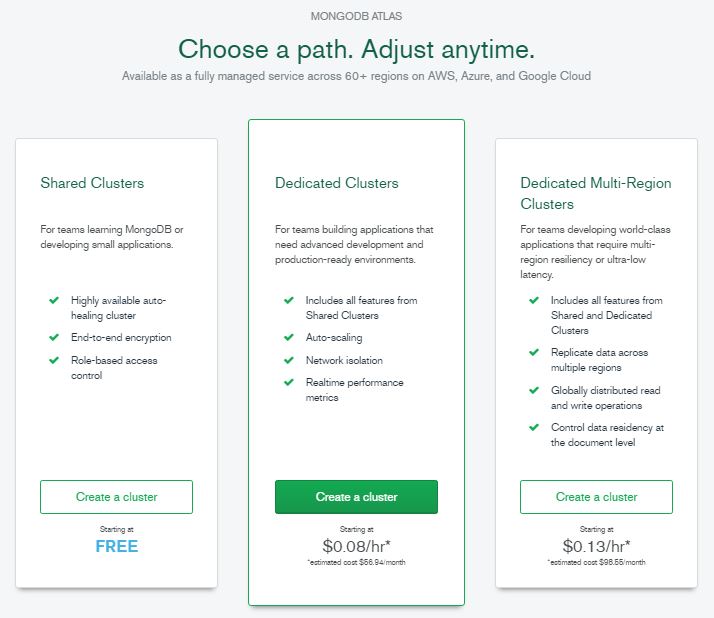 MONGODB ATLAS
Choose a path. Adjust anytime.
Available as a fully managed service across 60+ regions on AWS, Azure, and Google Cloud
Shared Clusters
For teams learning MongoDB or
developing small applications.
Highly available auto-
healing cluster
End-to-end encryption
Role-based access
control
Create a cluster
Starting at
FREE
Dedicated Clusters
For teams building applications that
need advanced development and
production-ready environments.
Includes all features from
Shared Clusters
Auto-scaling
Network isolation
Realtime performance
metrics
Create a cluster
Starting at
$0.08/hr*
*estimated cost $56.94/month
Dedicated Multi-Region
Clusters
For teams developing world-class
applications that require multi-
region resiliency or ultra-low
latency.
Includes all features from
Shared and Dedicated
Clusters
Replicate data across
multiple regions
Globally distributed read
and write operations
Control data residency at
the document level
Create a cluster
Starting at
$0.13/hr*
*estimated cost $98.55/month